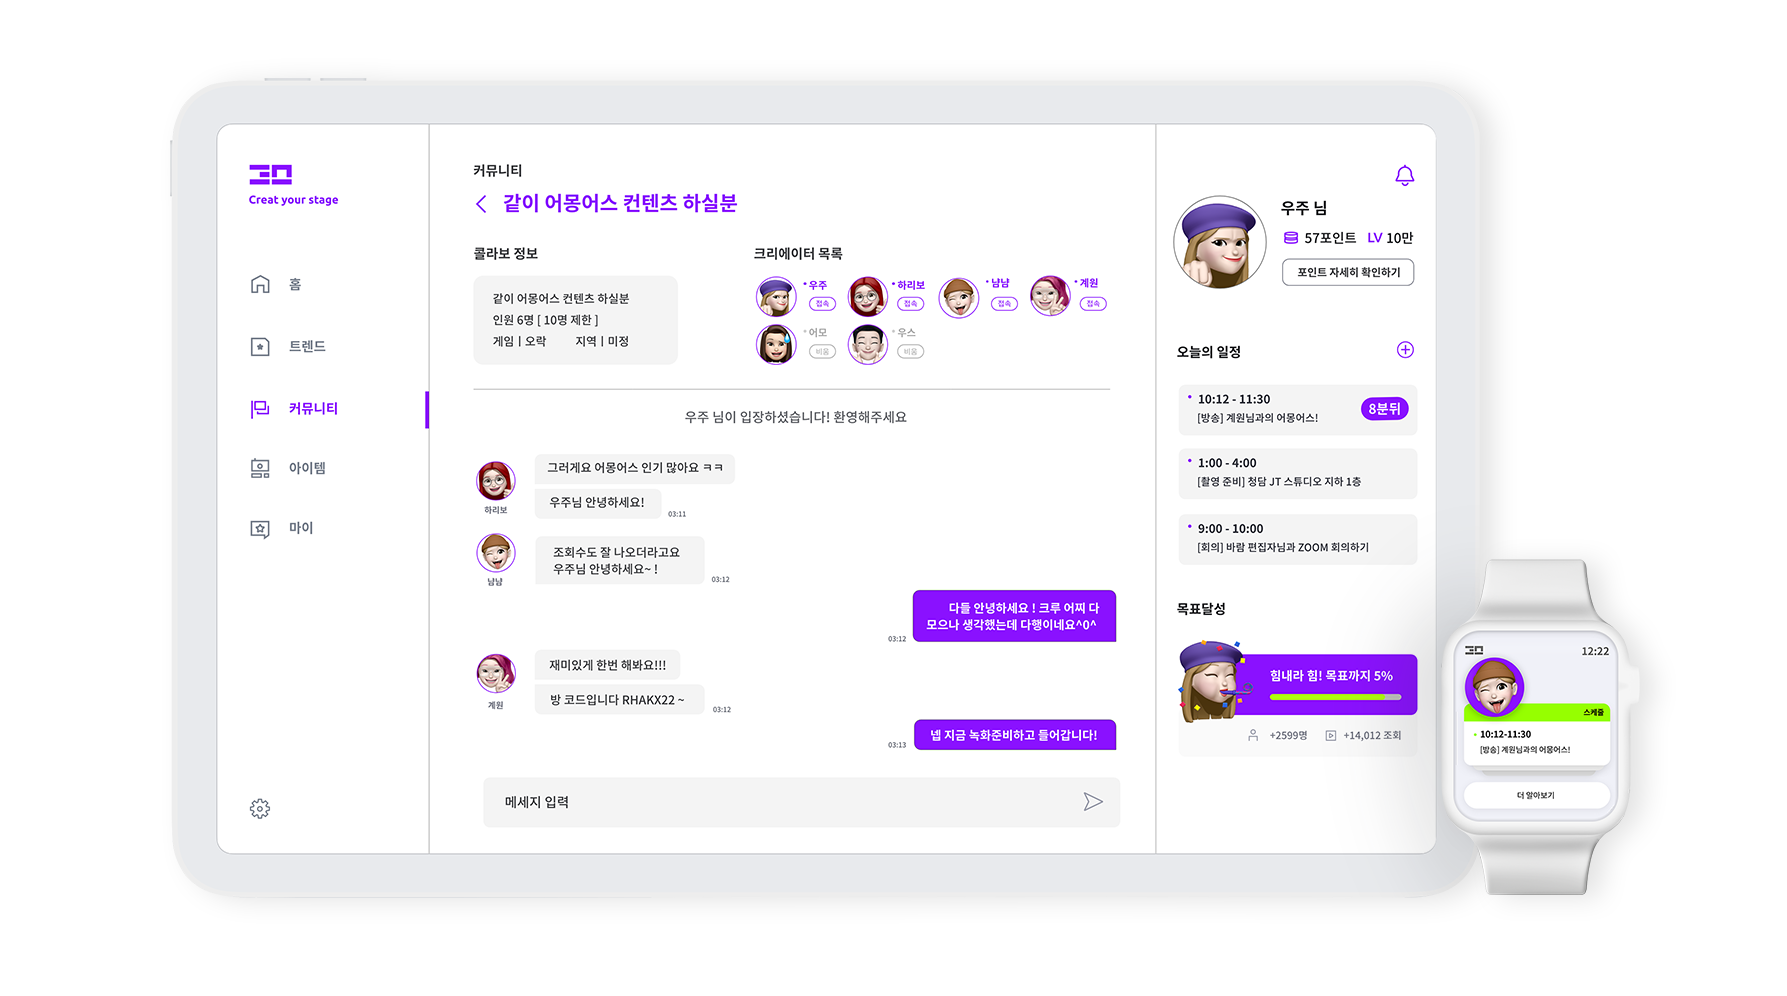 Creat your stage
홈
트렌드
커뮤니티
아이템
마이
커뮤니티
같이 어몽어스 컨텐츠 하실분
콜라보 정보
같이 어몽어스 컨텐츠 하실분
인원 6명 [ 10명 제한 ]
게임ㅣ오락 지역ㅣ미정
크리에이터 목록
우주
접속
하리보
접속
냠냠
접속
계원
접속
어모
비움
우스
비움
우주 님이 입장하셨습니다! 환영해주세요
그러게요 어몽어스 인기 많아요 ㅋㅋ
우주님 안녕하세요!
03:11
하리보
조회수도 잘 나오더라고요
우주님 안녕하세요~ !
03:12
냠냠
다들 안녕하세요 ! 크루 어찌 다
모으나 생각했는데 다행이네요^0^
03:12
재미있게 한번 해봐요!!!
방 코드입니다 RHAKX22 ~
03:12
계원
넵 지금 녹화준비하고 들어갑니다!
03:13
메세지 입력
우주 님
57포인트 LV 10만
포인트 자세히 확인하기
오늘의 일정
10:12 - 11:30
[방송] 계원님과의 어몽어스!
8분뒤
1:00 - 4:00
[촬영 준비] 청담 JT 스튜디오 지하 1층
9:00 - 10:00
[회의] 바람 편집자님과 ZOOM 회의하기
목표달성
힘내라 힘! 목표까지 5%
+2599명 +14,012 조회
12:22
스케줄
10:12-11:30
[방송] 계원님과의 어몽어스!
더 알아보기